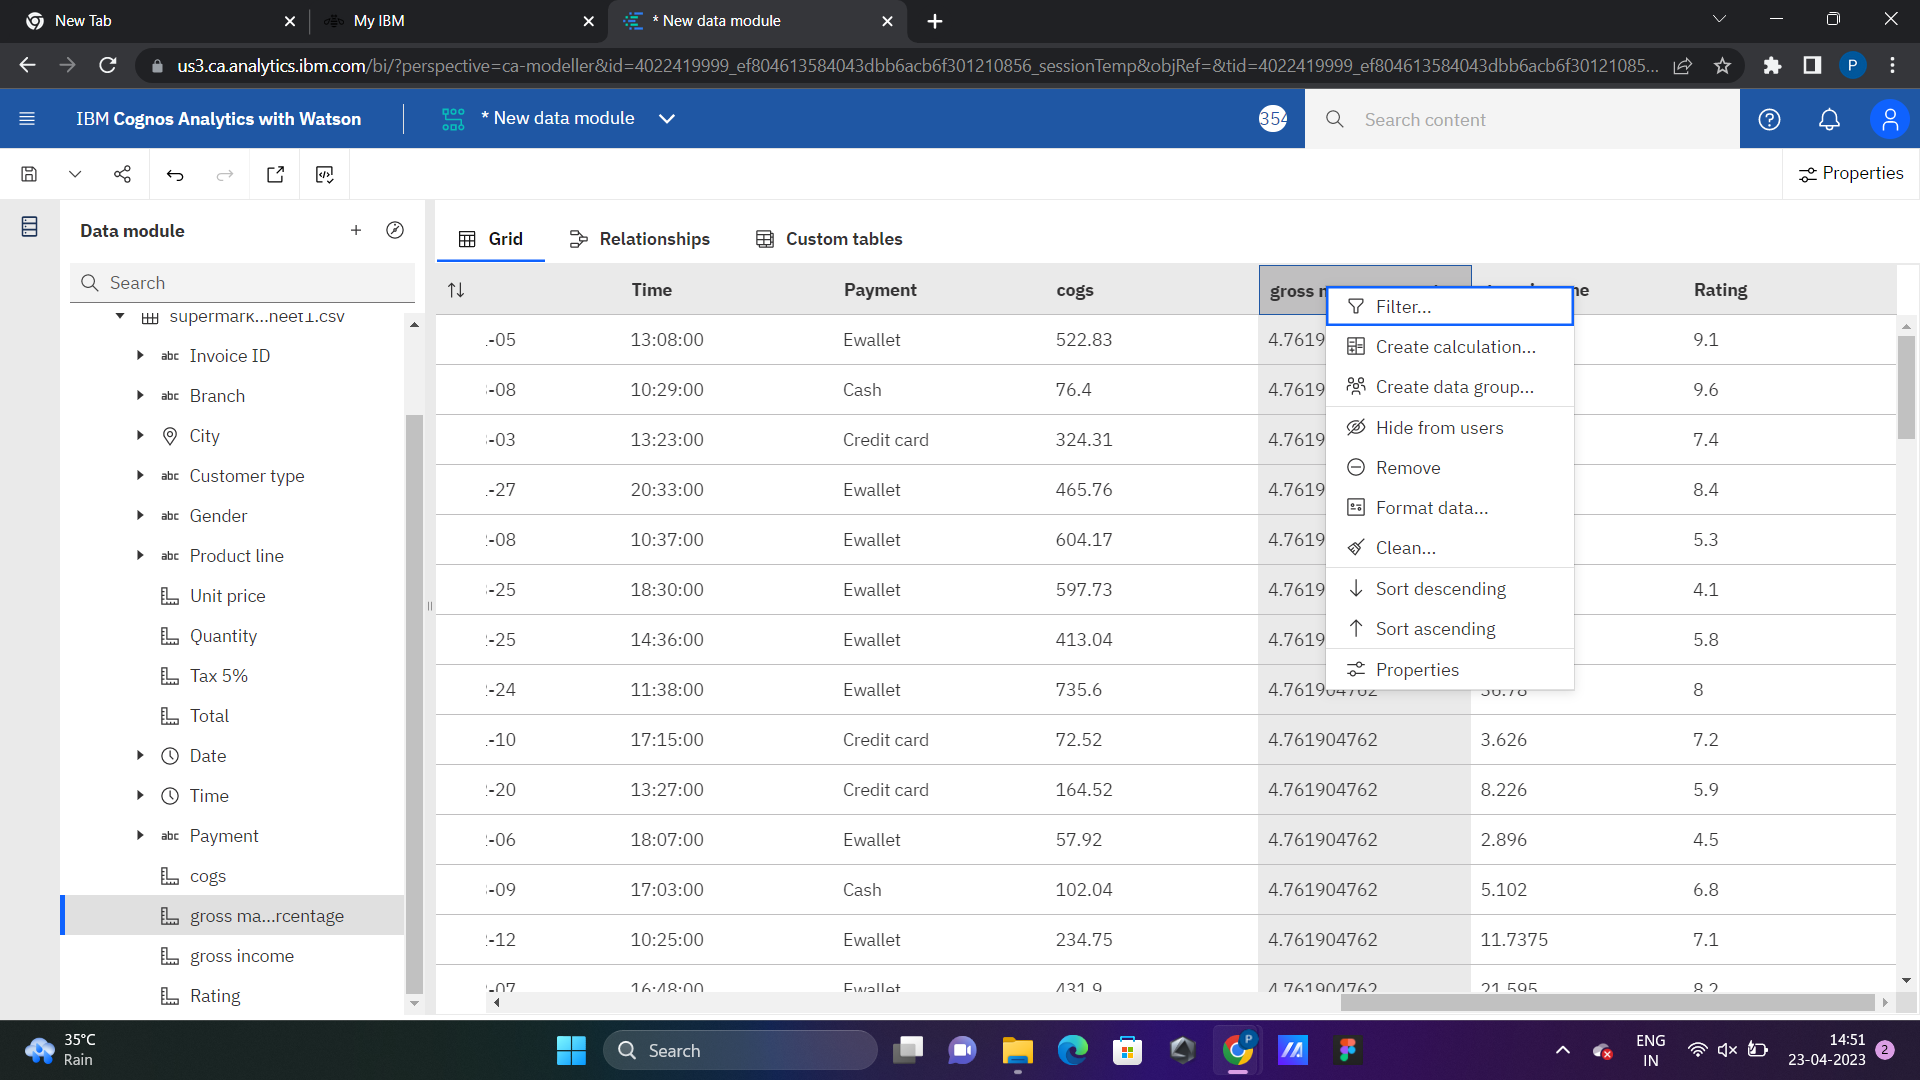 New Tab
My IBM
* New data module
us3.ca.analytics.ibm.com/bi/?perspective=ca-modeller&id=4022419999_ef804613584043dbb6acb6f301210856_sessionTemp&objRef=&tid=4022419999_ef804613584043dbb6acb6f30121085...
P
IBM Cognos Analytics with Watson
* New data module
354
Search content
Properties
Data module
Search
supermark...heet1.csv
abc Invoice ID
abc Branch
City
abc Customer type
abc Gender
abc Product line
Unit price
Quantity
Tax 5%
Total
Date
Time
abc Payment
cogs
gross ma...rcentage
gross income
Rating
Grid Relationships Custom tables
Time Payment cogs gross Rating
-05 13:08:00 Ewallet 522.83 4.7619 9.1
-08 10:29:00 Cash 76.4 4.7619 9.6
-03 13:23:00 Credit card 324.31 4.7619 7.4
-27 20:33:00 Ewallet 465.76 4.7619 8.4
-08 10:37:00 Ewallet 604.17 4.7619 5.3
-25 18:30:00 Ewallet 597.73 4.7619 4.1
-25 14:36:00 Ewallet 413.04 4.7619 5.8
-24 11:38:00 Ewallet 735.6 4.761904762 36.78 8
-10 17:15:00 Credit card 72.52 4.761904762 3.626 7.2
-20 13:27:00 Credit card 164.52 4.761904762 8.226 5.9
-06 18:07:00 Ewallet 57.92 4.761904762 2.896 4.5
-09 17:03:00 Cash 102.04 4.761904762 5.102 6.8
-12 10:25:00 Ewallet 234.75 4.761904762 11.7375 7.1
-07 16:48:00 Ewallet 431.9 4.761904762 21.595 8.2
Filter...
Create calculation...
Create data group...
Hide from users
Remove
Format data...
Clean...
Sort descending
Sort ascending
Properties
35°C
Rain
Search
P
ENG
IN
14:51
23-04-2023
2